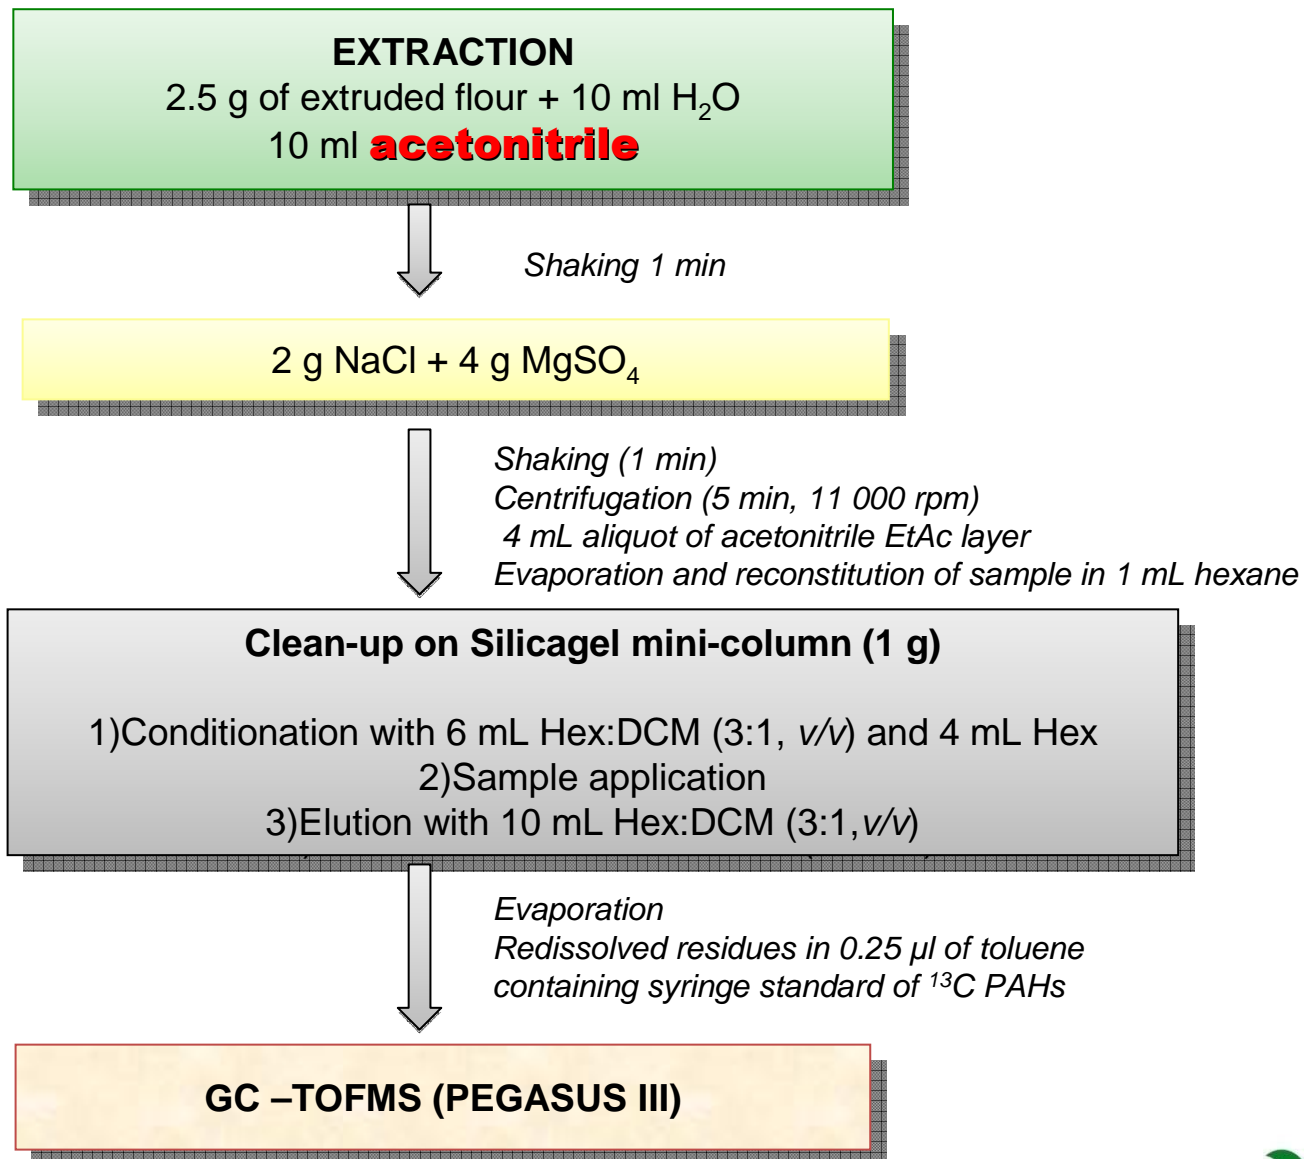 EXTRACTION
2.5 g of extruded flour + 10 ml H₂O
10 ml acetonitrile
Shaking 1 min
2 g NaCl + 4 g MgSO₄
Shaking (1 min)
Centrifugation (5 min, 11 000 rpm)
4 mL aliquot of acetonitrile EtAc layer
Evaporation and reconstitution of sample in 1 mL hexane
Clean-up on Silicagel mini-column (1 g)
1)Conditionation with 6 mL Hex:DCM (3:1, v/v) and 4 mL Hex
2)Sample application
3)Elution with 10 mL Hex:DCM (3:1,v/v)
Evaporation
Redissolved residues in 0.25 µl of toluene
containing syringe standard of ¹³C PAHs
GC –TOFMS (PEGASUS III)